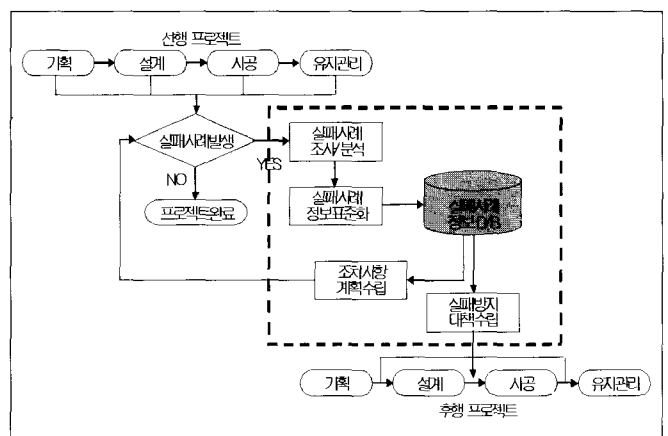 선행 프로젝트
기획
설계
시공
유지관리
실패사례발생
YES
NO
프로젝트완료
실패사례
조사/분석
실패사례
정보표준화
실패사례
정보 D/B
조치사항
계획수립
실패방지
대책수립
기획
설계
시공
유지관리
후행 프로젝트